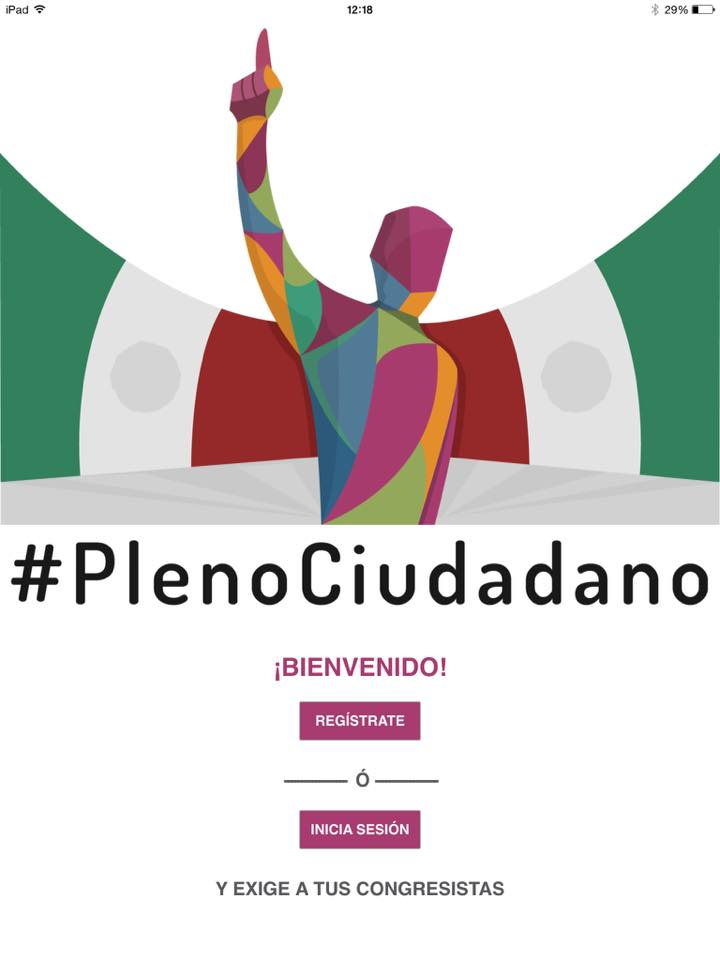 iPad 12:18 29%
#PlenoCiudadano
¡BIENVENIDO!
REGÍSTRATE
Ó
INICIA SESIÓN
Y EXIGE A TUS CONGRESISTAS